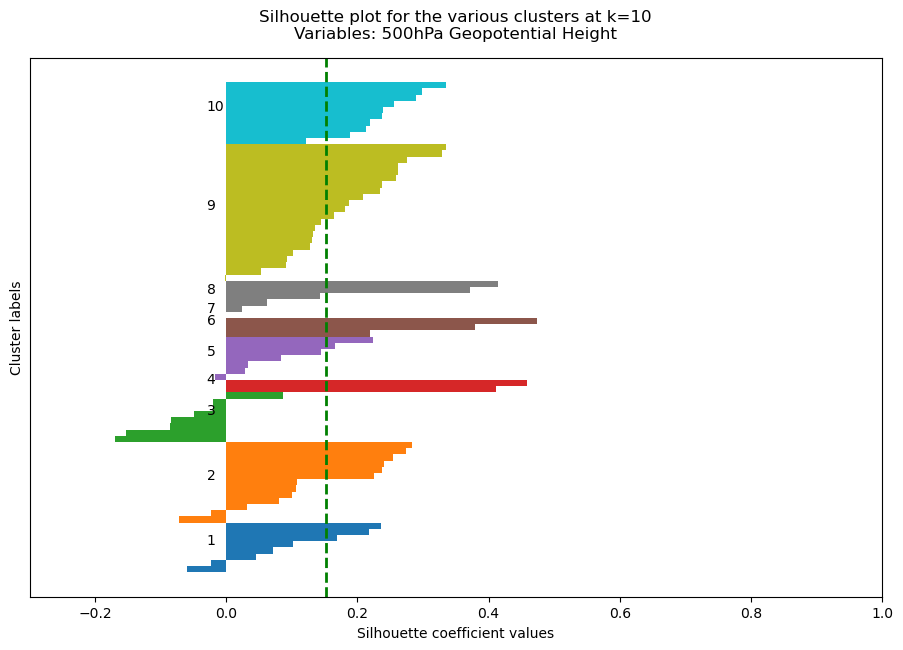 Silhouette plot for the various clusters at k=10
Variables: 500hPa Geopotential Height
10
9
8
7
6
5
4
3
2
1
Cluster labels
−0.2 0.0 0.2 0.4 0.6 0.8 1.0
Silhouette coefficient values